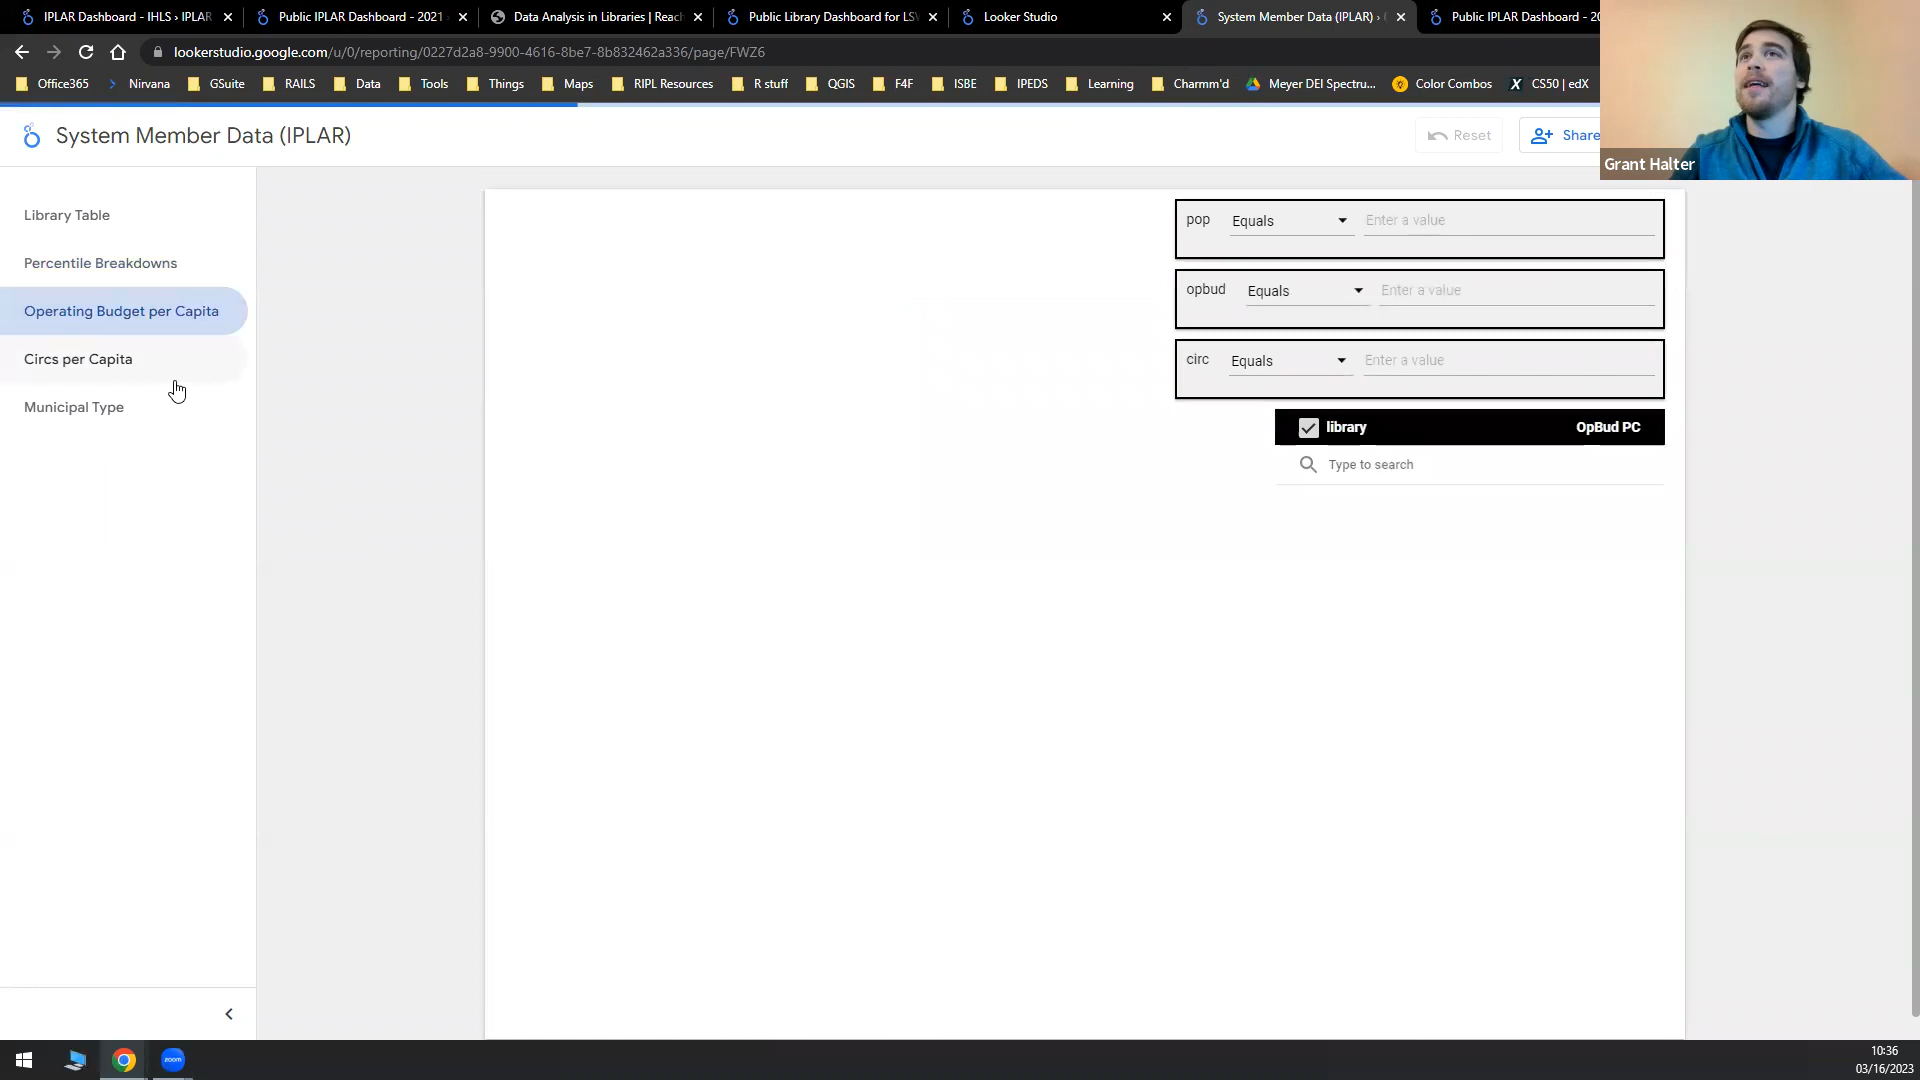 IPLAR Dashboard - IHLS › IPLAR
Public IPLAR Dashboard - 2021
Data Analysis in Libraries | Reach
Public Library Dashboard for LSW
Looker Studio
System Member Data (IPLAR) ›
Public IPLAR Dashboard - 20
lookerstudio.google.com/u/0/reporting/0227d2a8-9900-4616-8be7-8b832462a336/page/FWZ6
Office365
Nirvana
GSuite
RAILS
Data
Tools
Things
Maps
RIPL Resources
R stuff
QGIS
F4F
ISBE
IPEDS
Learning
Charmm'd
Meyer DEI Spectru...
Color Combos
CS50 | edX
System Member Data (IPLAR)
Reset
Share
Grant Halter
Library Table
Percentile Breakdowns
Operating Budget per Capita
Circs per Capita
Municipal Type
pop Equals Enter a value
opbud Equals Enter a value
circ Equals Enter a value
library OpBud PC
Type to search
zoom
10:36
03/16/2023